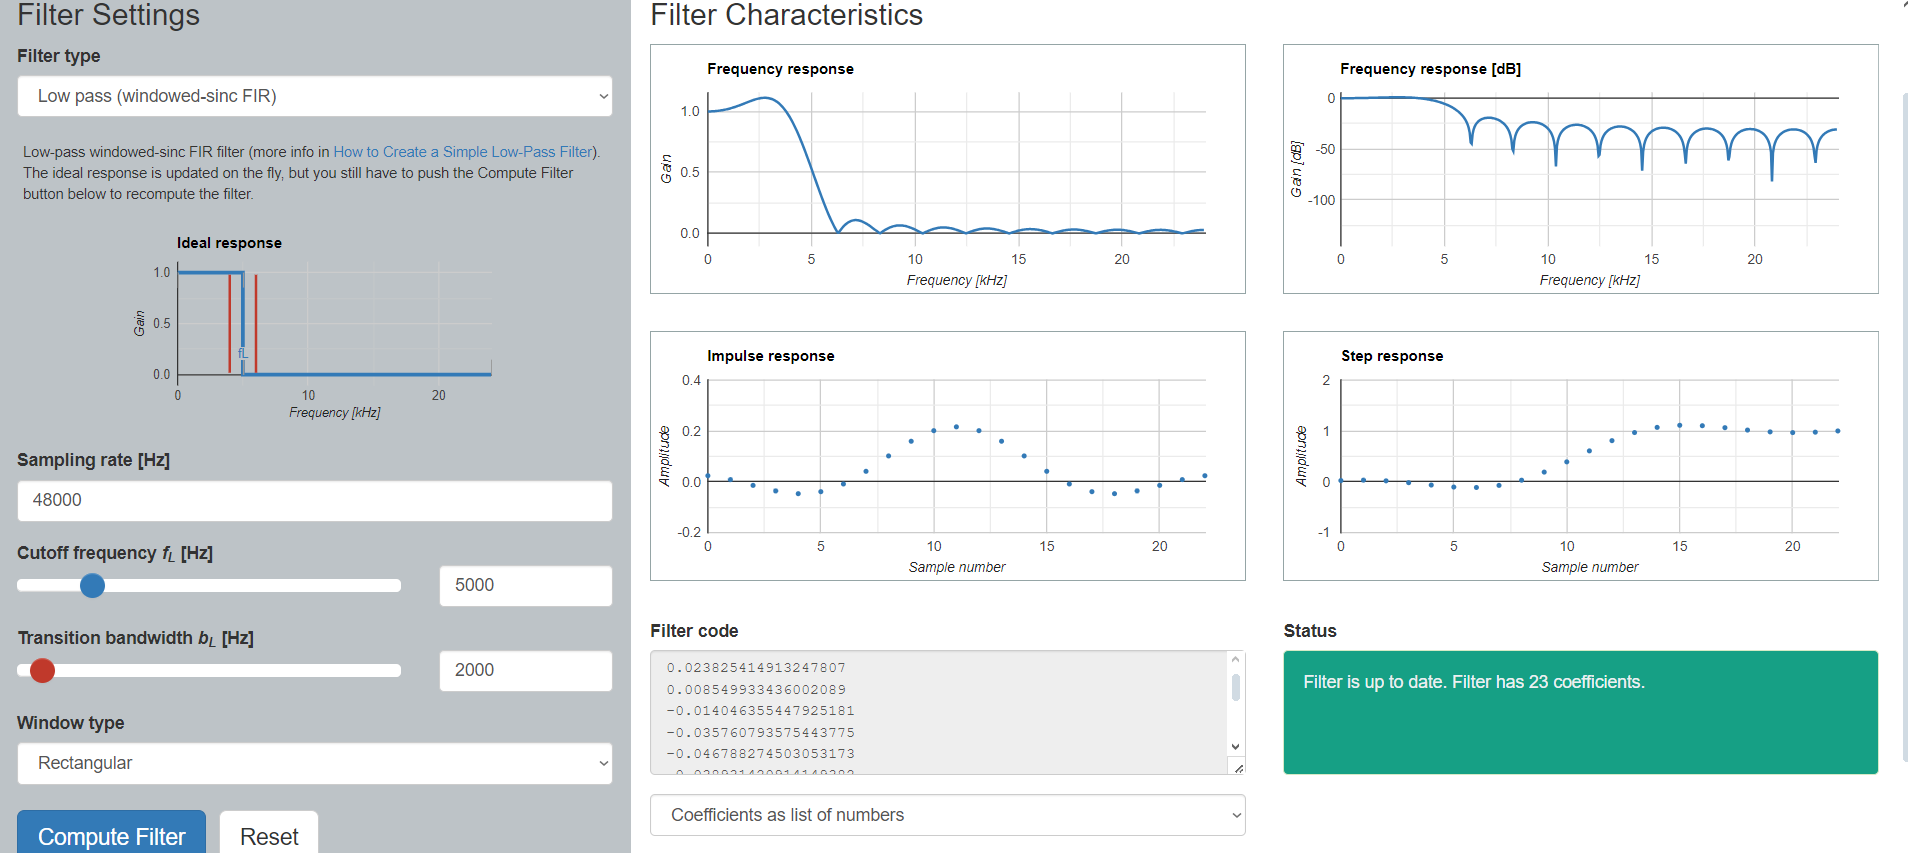 Filter Settings
Filter type
Low pass (windowed-sinc FIR)
Low-pass windowed-sinc FIR filter (more info in How to Create a Simple Low-Pass Filter).
The ideal response is updated on the fly, but you still have to push the Compute Filter
button below to recompute the filter.
Ideal response
1.0
0.5
0.0
Gain
fL
0
10
20
Frequency [kHz]
Sampling rate [Hz]
48000
Cutoff frequency fL [Hz]
5000
Transition bandwidth bL [Hz]
2000
Window type
Rectangular
Compute Filter
Reset
Filter Characteristics
Frequency response
1.0
0.5
0.0
Gain
0
5
10
15
20
Frequency [kHz]
Frequency response [dB]
0
-50
-100
Gain [dB]
0
5
10
15
20
Frequency [kHz]
Impulse response
0.4
0.2
0.0
-0.2
Amplitude
0
5
10
15
20
Sample number
Step response
2
1
0
-1
Amplitude
0
5
10
15
20
Sample number
Filter code
0.023825414913247807
0.008549933436002089
-0.014046355447925181
-0.035760793575443775
-0.046788274503053173
Coefficients as list of numbers
Status
Filter is up to date. Filter has 23 coefficients.